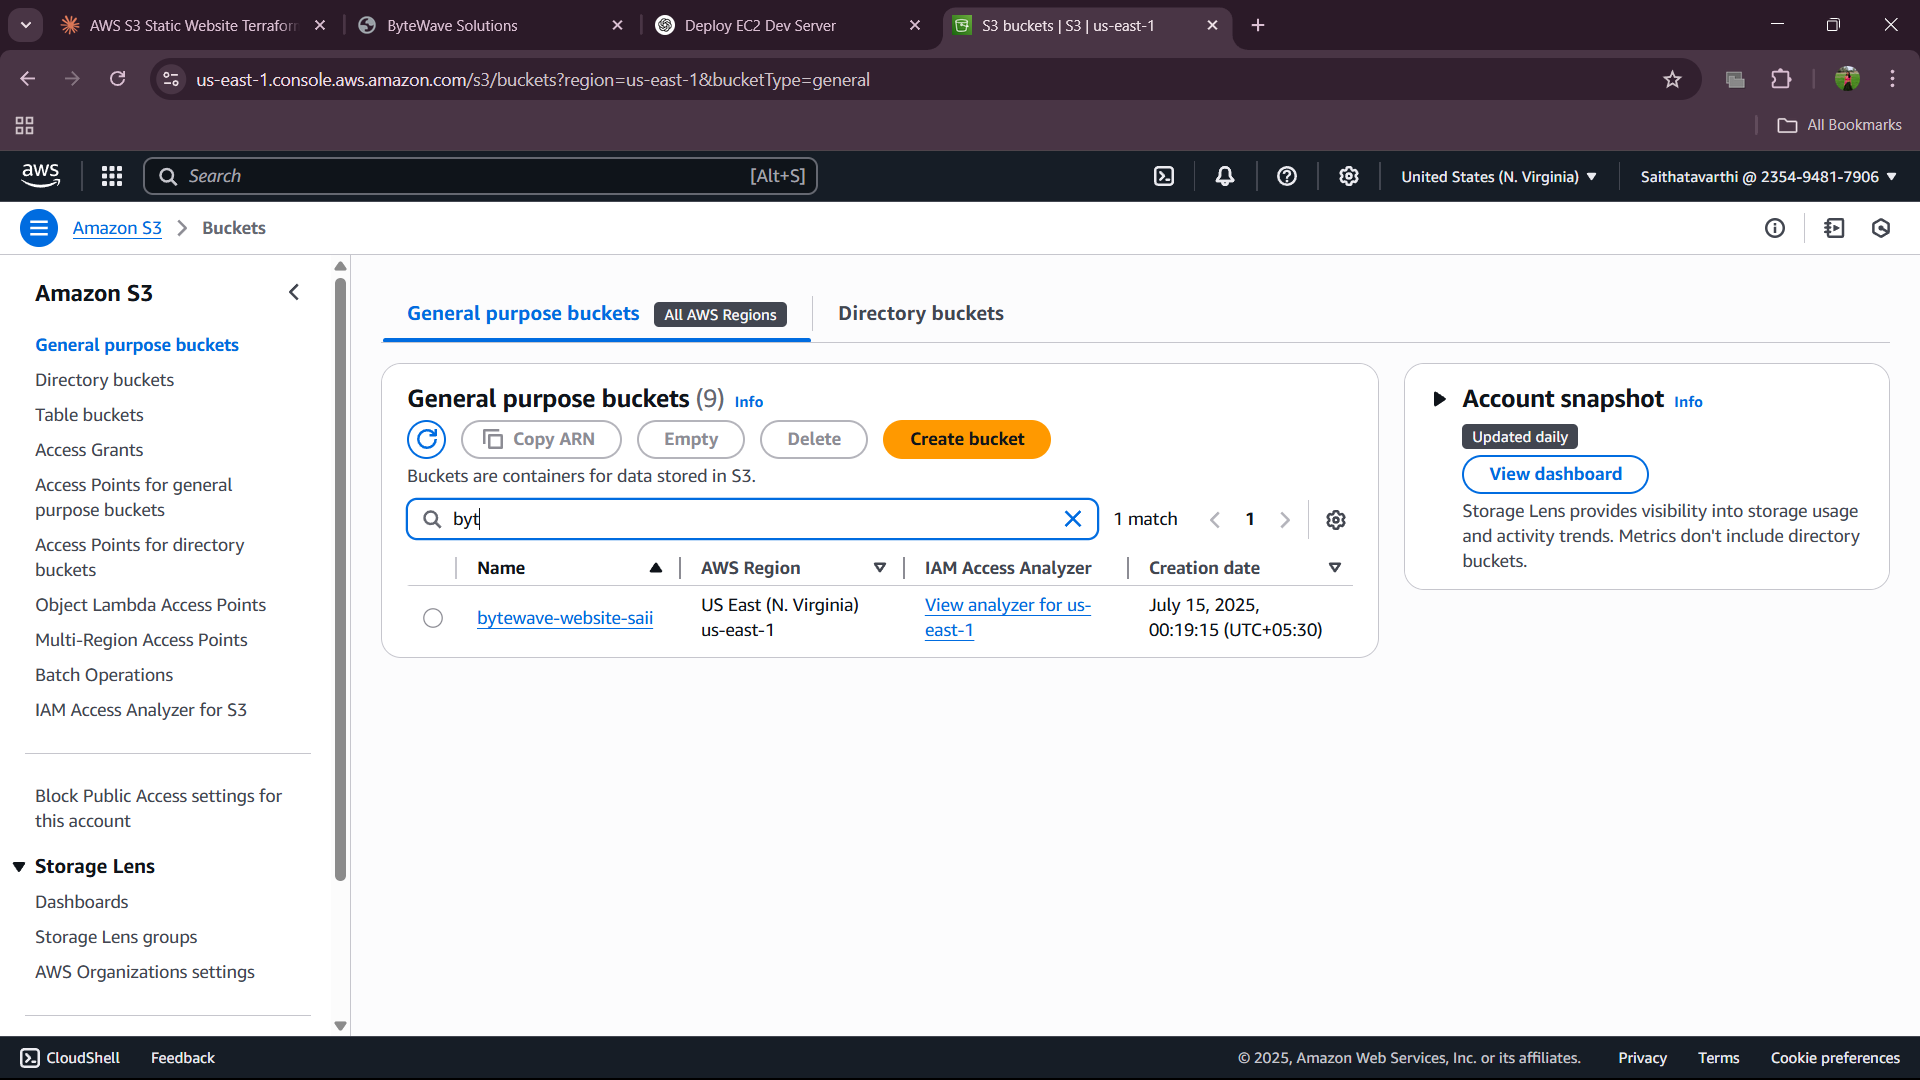 AWS S3 Static Website Terraform
ByteWave Solutions
Deploy EC2 Dev Server
S3 buckets | S3 | us-east-1
us-east-1.console.aws.amazon.com/s3/buckets?region=us-east-1&bucketType=general
All Bookmarks
aws
Search
[Alt+S]
United States (N. Virginia)
Saithatavarthi @ 2354-9481-7906
Amazon S3
Buckets
Amazon S3
General purpose buckets
Directory buckets
Table buckets
Access Grants
Access Points for general
purpose buckets
Access Points for directory
buckets
Object Lambda Access Points
Multi-Region Access Points
Batch Operations
IAM Access Analyzer for S3
Block Public Access settings for
this account
Storage Lens
Dashboards
Storage Lens groups
AWS Organizations settings
General purpose buckets
All AWS Regions
Directory buckets
General purpose buckets (9) Info
Copy ARN
Empty
Delete
Create bucket
Buckets are containers for data stored in S3.
byt
1 match
1
Name
AWS Region
IAM Access Analyzer
Creation date
bytewave-website-saii
US East (N. Virginia)
us-east-1
View analyzer for us-
east-1
July 15, 2025,
00:19:15 (UTC+05:30)
Account snapshot Info
Updated daily
View dashboard
Storage Lens provides visibility into storage usage
and activity trends. Metrics don't include directory
buckets.
CloudShell
Feedback
© 2025, Amazon Web Services, Inc. or its affiliates.
Privacy
Terms
Cookie preferences